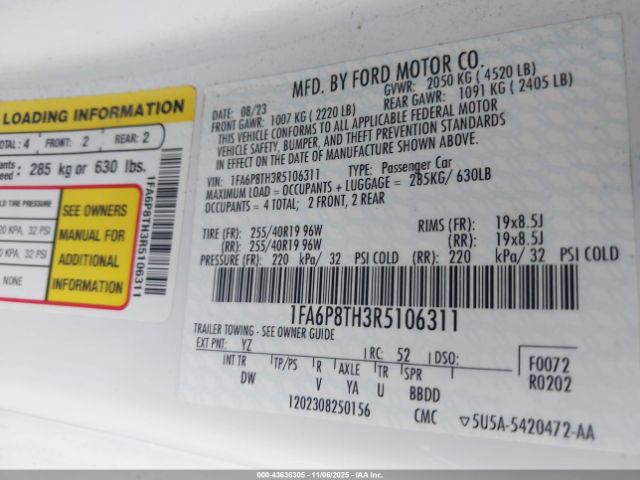 LOADING INFORMATION
TOTAL: 4 FRONT: 2 REAR: 2
285 kg or 630 lbs.
TIRE PRESSURE
KPA, 32 PSI
KPA, 32 PSI
NONE
SEE OWNERS
MANUAL FOR
ADDITIONAL
INFORMATION
1FA6P8TH3R5106311
MFD. BY FORD MOTOR CO.
DATE: 08/23 GVWR: 2050 KG ( 4520 LB)
FRONT GAWR: 1007 KG ( 2220 LB) REAR GAWR: 1091 KG ( 2405 LB)
THIS VEHICLE CONFORMS TO ALL APPLICABLE FEDERAL MOTOR
VEHICLE SAFETY, BUMPER, AND THEFT PREVENTION STANDARDS
IN EFFECT ON THE DATE OF MANUFACTURE SHOWN ABOVE.
VIN: 1FA6P8TH3R5106311 TYPE: Passenger Car
MAXIMUM LOAD = OCCUPANTS + LUGGAGE = 285KG/ 630LB
OCCUPANTS = 4 TOTAL; 2 FRONT, 2 REAR
TIRE (FR): 255/40R19 96W RIMS (FR): 19x8.5J
(RR): 255/40R19 96W (RR): 19x8.5J
PRESSURE (FR): 220 kPa/ 32 PSI COLD (RR): 220 kPa/ 32 PSI COLD
1FA6P8TH3R5106311
TRAILER TOWING - SEE OWNER GUIDE
EXT PNT: YZ RC: 52 DSO: F0072
INT TR TP/PS R AXLE TR SPR R0202
DW V YA U BBDD
1202308250156 CMC 5U5A-5420472-AA
000-43636305 - 11/06/2025 - IAA, Inc.